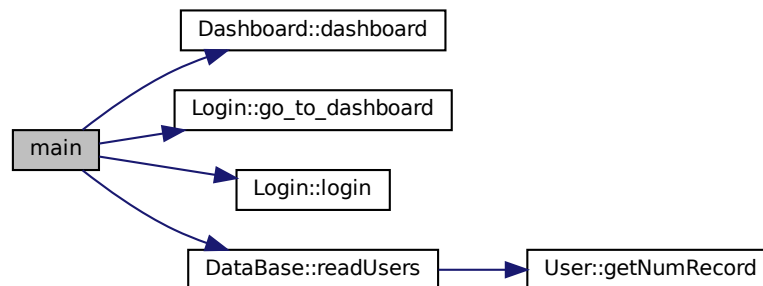 Dashboard::dashboard
Login::go_to_dashboard
main
Login::login
DataBase::readUsers
User::getNumRecord